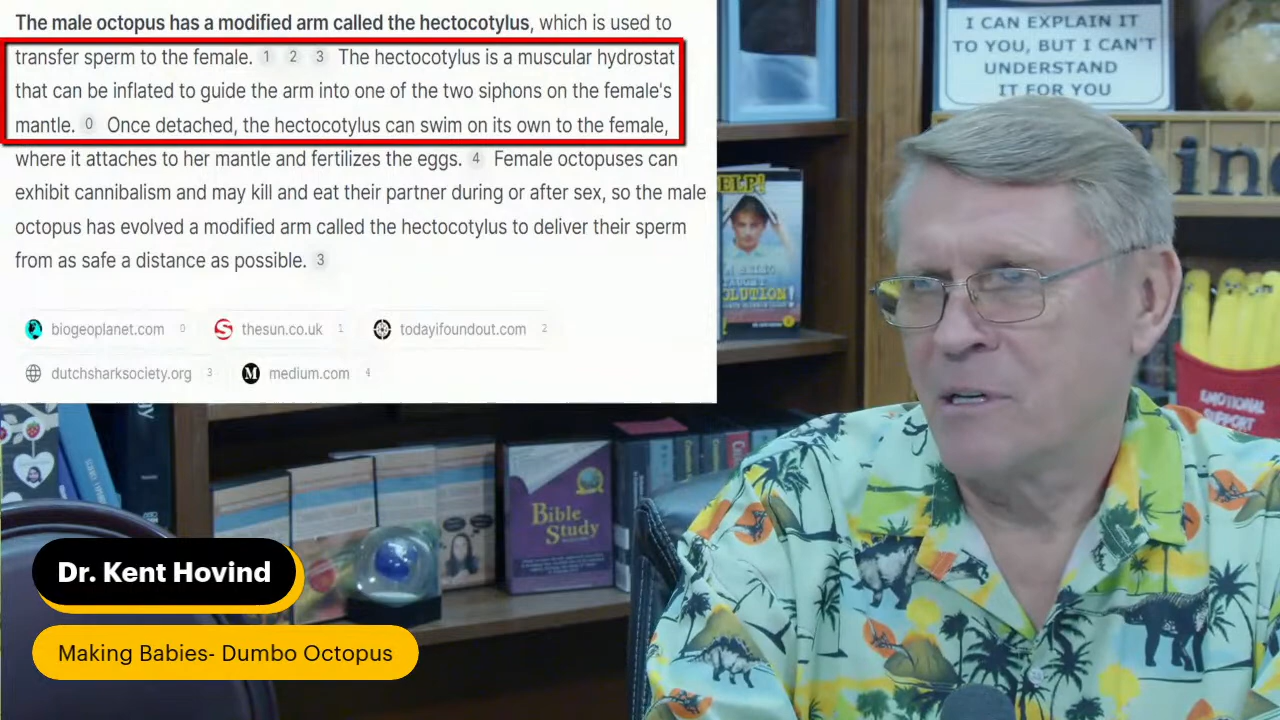 The male octopus has a modified arm called the hectocotylus, which is used to
transfer sperm to the female. 1 2 3 The hectocotylus is a muscular hydrostat
that can be inflated to guide the arm into one of the two siphons on the female's
mantle. 0 Once detached, the hectocotylus can swim on its own to the female,
where it attaches to her mantle and fertilizes the eggs. 4 Female octopuses can
exhibit cannibalism and may kill and eat their partner during or after sex, so the male
octopus has evolved a modified arm called the hectocotylus to deliver their sperm
from as safe a distance as possible. 3
biogeoplanet.com 0 thesun.co.uk 1 todayifoundout.com 2
dutchsharksociety.org 3 medium.com 4
I CAN EXPLAIN IT
TO YOU, BUT I CAN'T
UNDERSTAND
IT FOR YOU
ELP!
OLUTION!
ind
EMOTIONAL
SUPPORT
Bible
Study
Dr. Kent Hovind
Making Babies- Dumbo Octopus